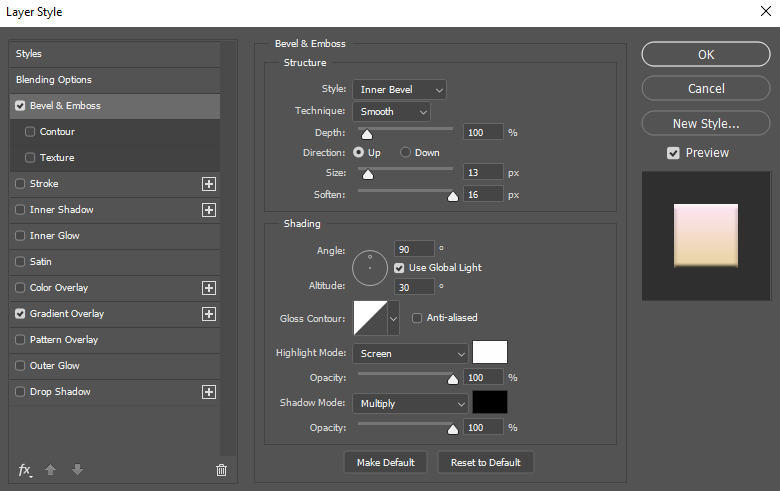 Layer Style
Styles
Blending Options
Bevel & Emboss
Contour
Texture
Stroke
Inner Shadow
Inner Glow
Satin
Color Overlay
Gradient Overlay
Pattern Overlay
Outer Glow
Drop Shadow
fx
Bevel & Emboss
Structure
Style: Inner Bevel
Technique: Smooth
Depth: 100 %
Direction: Up Down
Size: 13 px
Soften: 16 px
Shading
Angle: 90 °
Use Global Light
Altitude: 30 °
Gloss Contour: Anti-aliased
Highlight Mode: Screen
Opacity: 100 %
Shadow Mode: Multiply
Opacity: 100 %
Make Default Reset to Default
OK
Cancel
New Style...
Preview